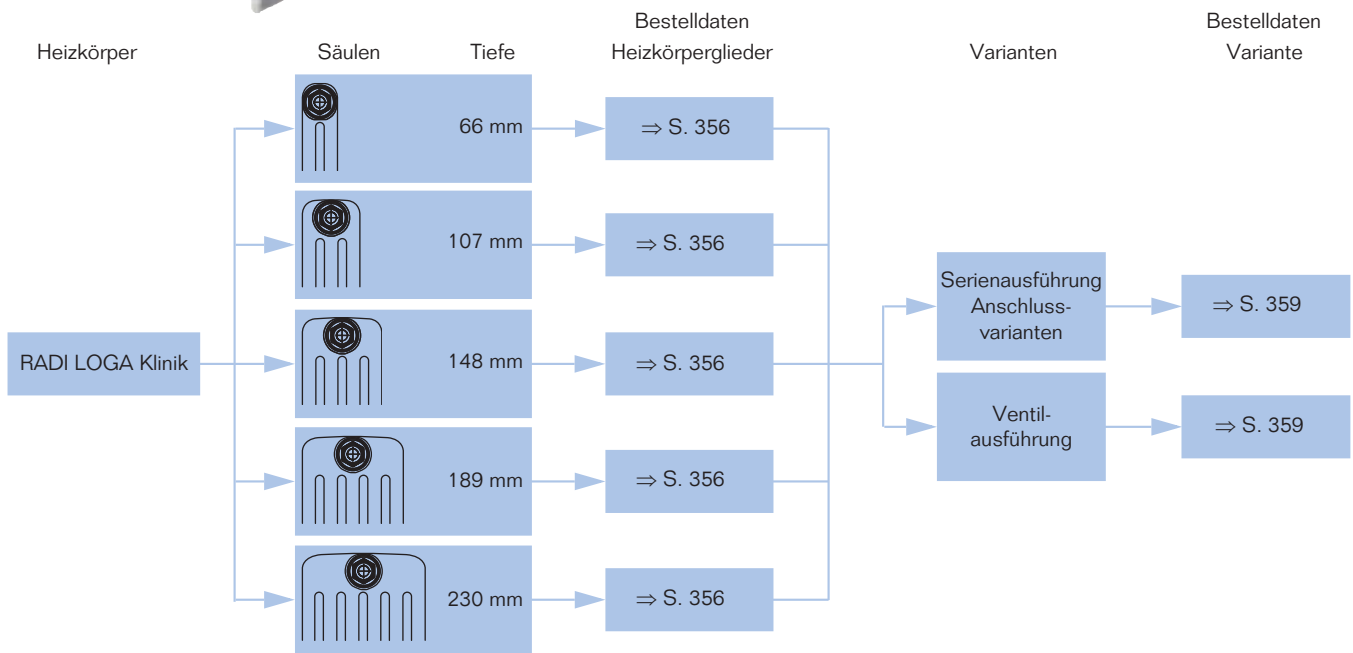 Bestelldaten
Bestelldaten
Heizkörper
Säulen
Tiefe
Heizkörperglieder
Varianten
Variante
66 mm
⇒ S. 356
107 mm
⇒ S. 356
Serienausführung
Anschluss-
varianten
⇒ S. 359
RADI LOGA Klinik
148 mm
⇒ S. 356
Ventil-
ausführung
⇒ S. 359
189 mm
⇒ S. 356
230 mm
⇒ S. 356